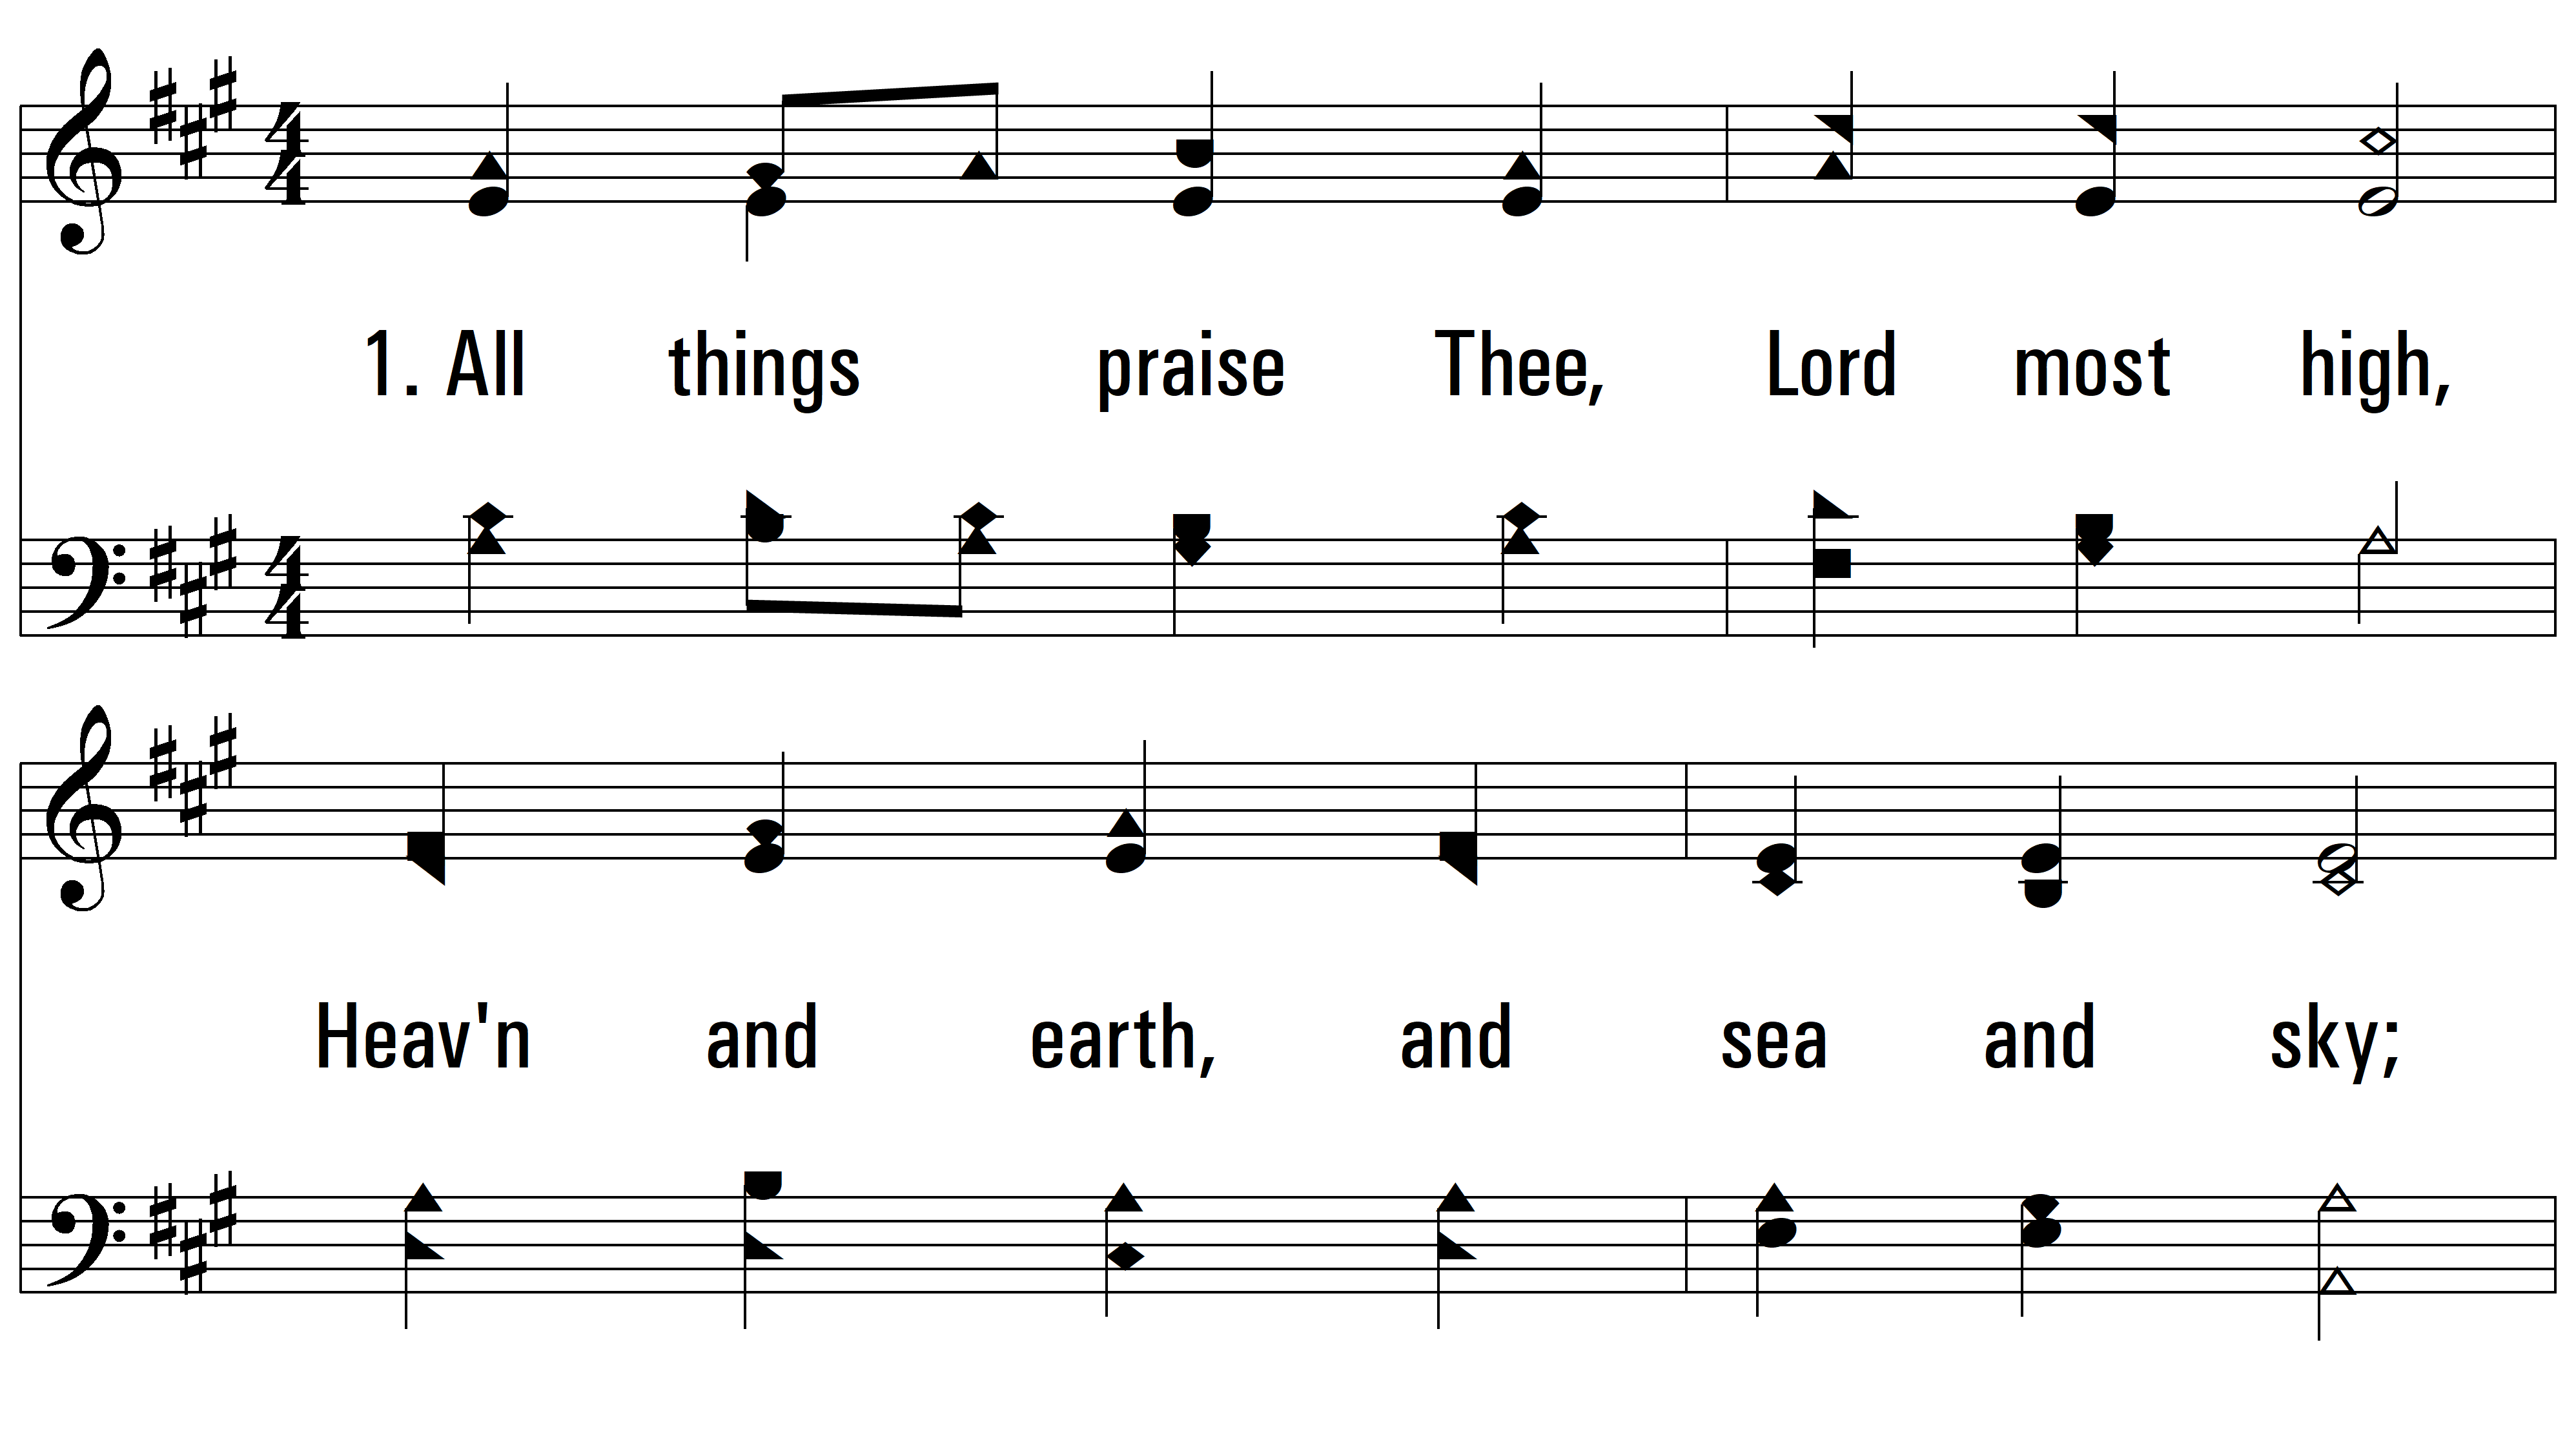 1. All things praise Thee, Lord most high,
Heav'n and earth, and sea and sky;